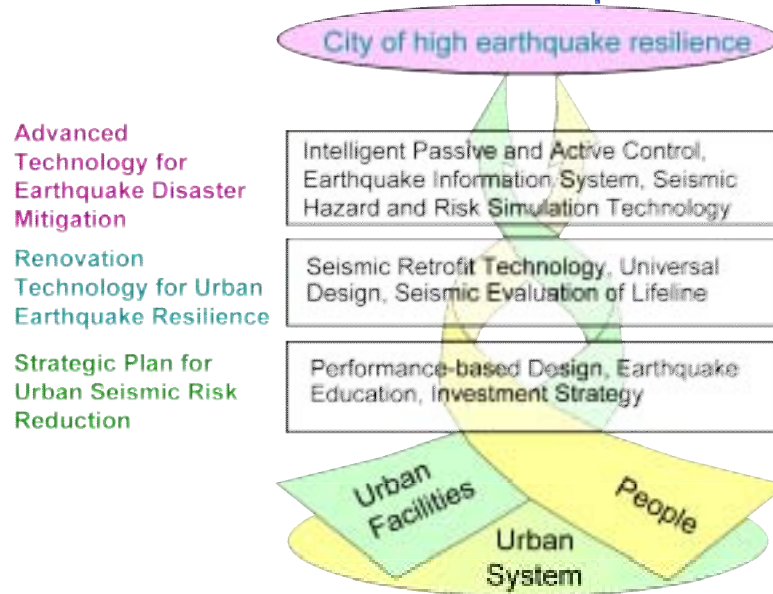 City of high earthquake resilience
Advanced
Technology for
Earthquake Disaster
Mitigation
Intelligent Passive and Active Control,
Earthquake Information System, Seismic
Hazard and Risk Simulation Technology
Renovation
Technology for Urban
Earthquake Resilience
Seismic Retrofit Technology, Universal
Design, Seismic Evaluation of Lifeline
Strategic Plan for
Urban Seismic Risk
Reduction
Performance-based Design, Earthquake
Education, Investment Strategy
Urban
Facilities
People
Urban
System